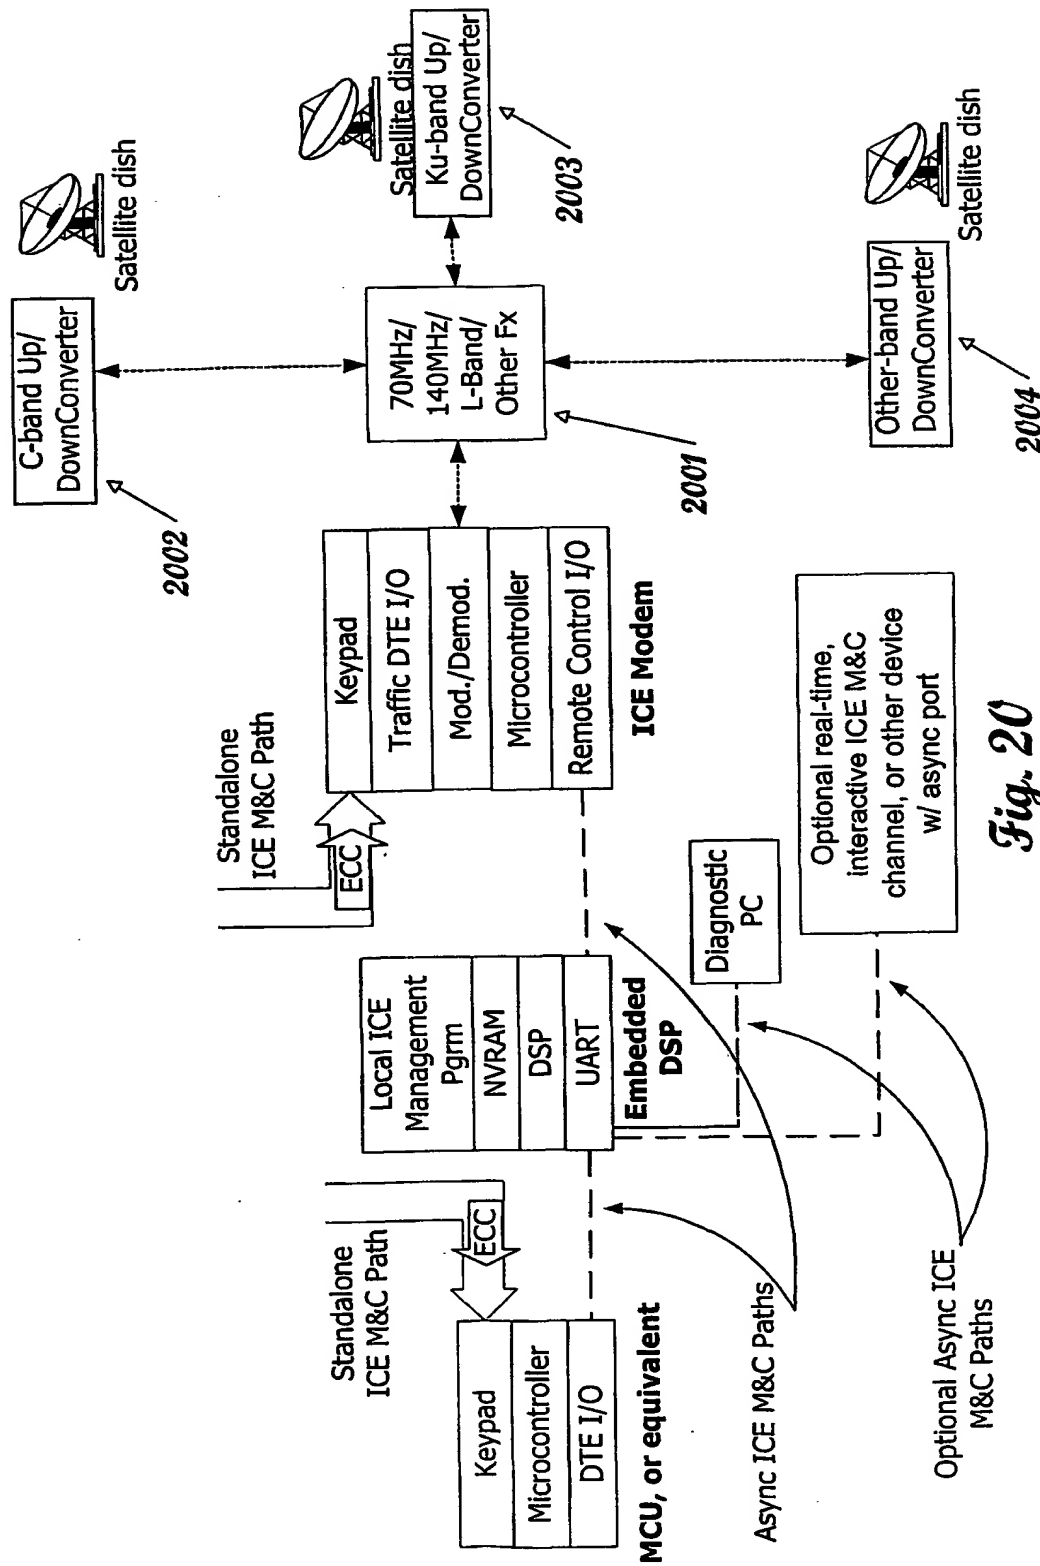 C-band Up/
DownConverter
Satellite dish
2002
Satellite dish
Ku-band Up/
DownConverter
2003
70MHz/
140MHz/
L-Band/
Other Fx
2001
Other-band Up/
DownConverter
Satellite dish
2004
Standalone
ICE M&C Path
ECC
Keypad
Traffic DTE I/O
Mod./Demod.
Microcontroller
Remote Control I/O
ICE Modem
Local ICE
Management
Pgrm
NVRAM
DSP
UART
Embedded
DSP
Diagnostic
PC
Optional real-time,
interactive ICE M&C
channel, or other device
w/ async port
Standalone
ICE M&C Path
ECC
Keypad
Microcontroller
DTE I/O
MCU, or equivalent
Async ICE M&C Paths
Optional Async ICE
M&C Paths
Fig. 20